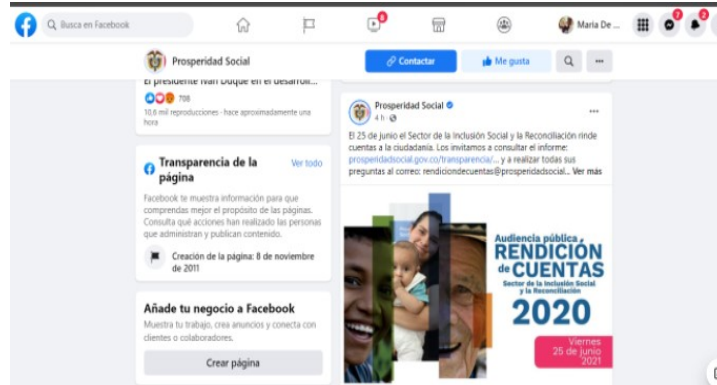 Busca en Facebook
6
Maria De ...
7
2
Prosperidad Social
Contactar
Me gusta
El presidente Iván Duque en el desarroll...
708
10,6 mil reproducciones · hace aproximadamente una
hora
Transparencia de la
página
Ver todo
Facebook te muestra información para que
comprendas mejor el propósito de las páginas.
Consulta qué acciones han realizado las personas
que administran y publican contenido.
Creación de la página: 8 de noviembre
de 2011
Añade tu negocio a Facebook
Muestra tu trabajo, crea anuncios y conecta con
clientes o colaboradores.
Crear página
Prosperidad Social
4 h ·
El 25 de junio el Sector de la Inclusión Social y la Reconciliación rinde
cuentas a la ciudadanía. Los invitamos a consultar el informe:
prosperidadsocial.gov.co/transparencia/... y a realizar todas sus
preguntas al correo: rendiciondecuentas@prosperidadsocial... Ver más
Audiencia pública
RENDICIÓN
de CUENTAS
Sector de la Inclusión Social
y la Reconciliación
2020
Viernes
25 de junio
2021